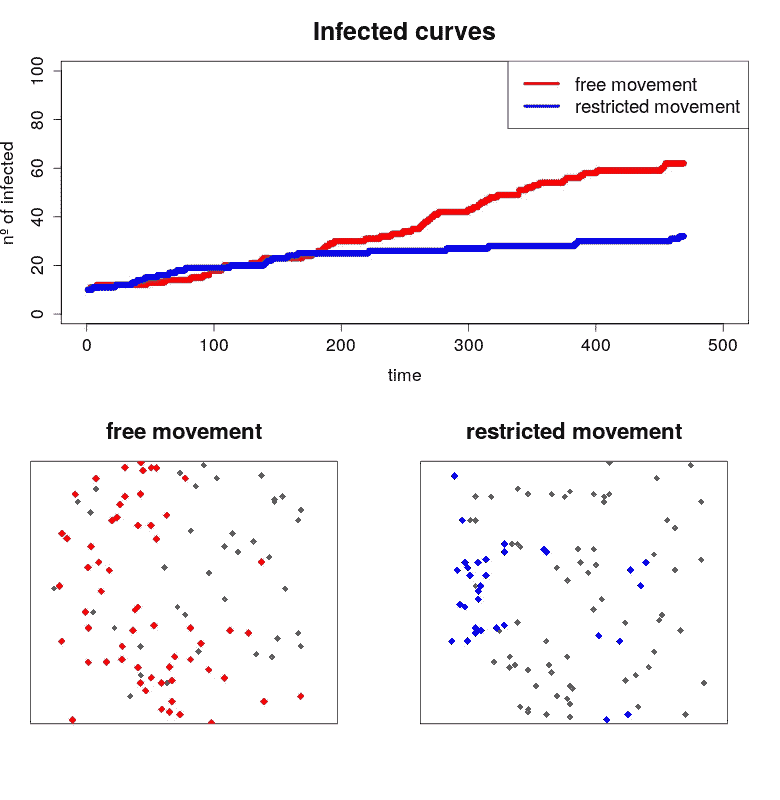 Infected curves
free movement
restricted movement
nº of infected
0
20
40
60
80
100
0
100
200
300
400
500
time
free movement
restricted movement